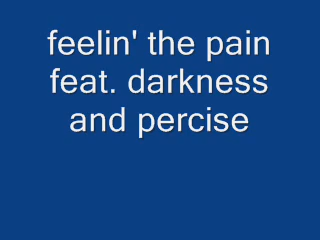 feelin' the pain
feat. darkness
and percise